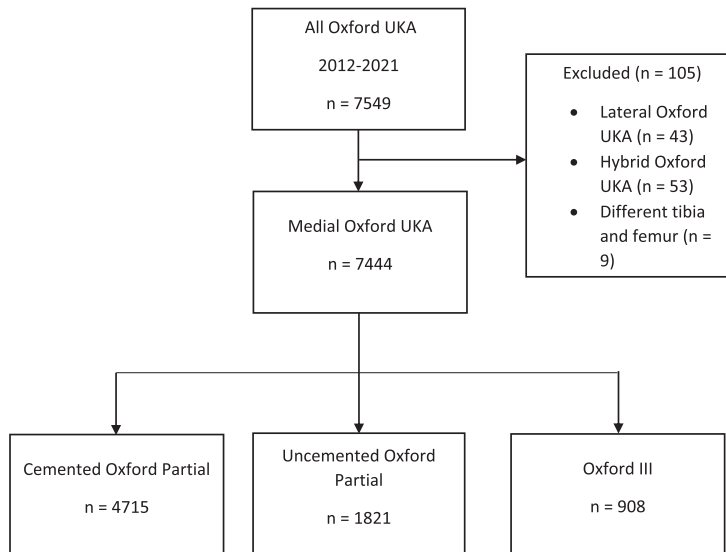 All Oxford UKA
2012-2021
n = 7549
Excluded (n = 105)
● Lateral Oxford
UKA (n = 43)
● Hybrid Oxford
UKA (n = 53)
● Different tibia
and femur (n =
9)
Medial Oxford UKA
n = 7444
Cemented Oxford Partial
n = 4715
Uncemented Oxford
Partial
n = 1821
Oxford III
n = 908